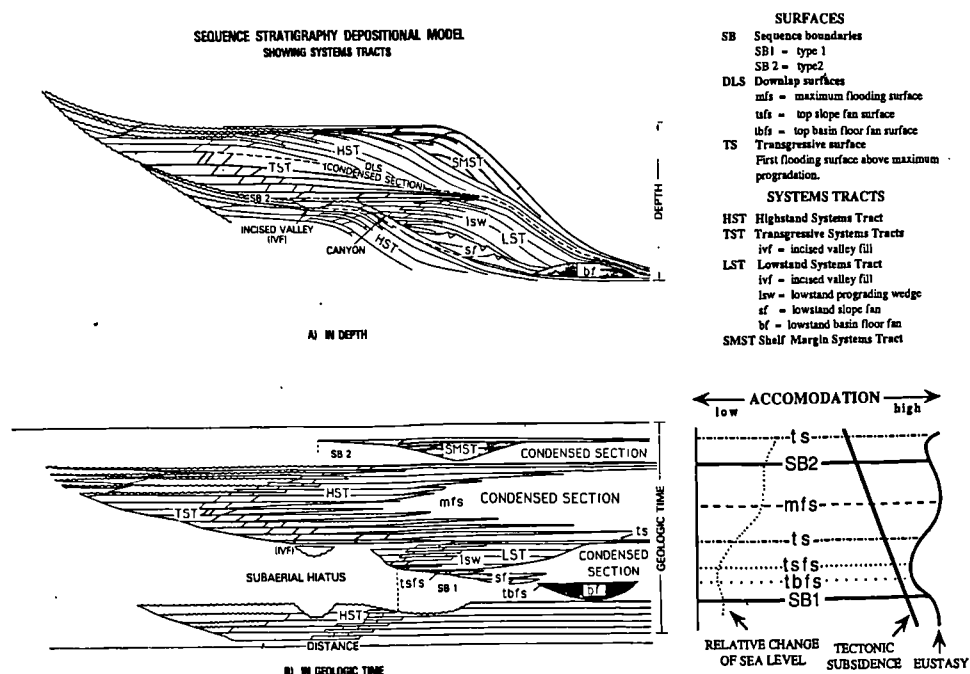 SEQUENCE STRATIGRAPHY DEPOSITIONAL MODEL
SHOWING SYSTEMS TRACTS
HST
SMST
DLS
(CONDENSED SECTION)
TST
SB 2
INCISED VALLEY
(IVF)
CANYON
HST
lsw
LST
sf
bf
DEPTH
A) IN DEPTH
SURFACES
SB Sequence boundaries
SB1 = type 1
SB 2 = type2
DLS Downlap surfaces
mfs = maximum flooding surface
tsfs = top slope fan surface
tbfs = top basin floor fan surface
TS Transgressive surface
First flooding surface above maximum
progradation.
SYSTEMS TRACTS
HST Highstand Systems Tract
TST Transgressive Systems Tracts
ivf = incised valley fill
LST Lowstand Systems Tract
ivf = incised valley fill
lsw = lowstand prograding wedge
sf = lowstand slope fan
bf = lowstand basin floor fan
SMST Shelf Margin Systems Tract
SB 2
SMST
CONDENSED SECTION
HST
mfs
CONDENSED SECTION
TST
ts
(IVF)
lsw
LST
CONDENSED
SECTION
SUBAERIAL HIATUS
tsfs
SB 1
sf
tbfs
bf
HST
DISTANCE
GEOLOGIC TIME
B) IN GEOLOGIC TIME
ACCOMODATION
low
high
ts
SB2
mfs
ts
tsfs
tbfs
SB1
RELATIVE CHANGE
OF SEA LEVEL
TECTONIC
SUBSIDENCE
EUSTASY